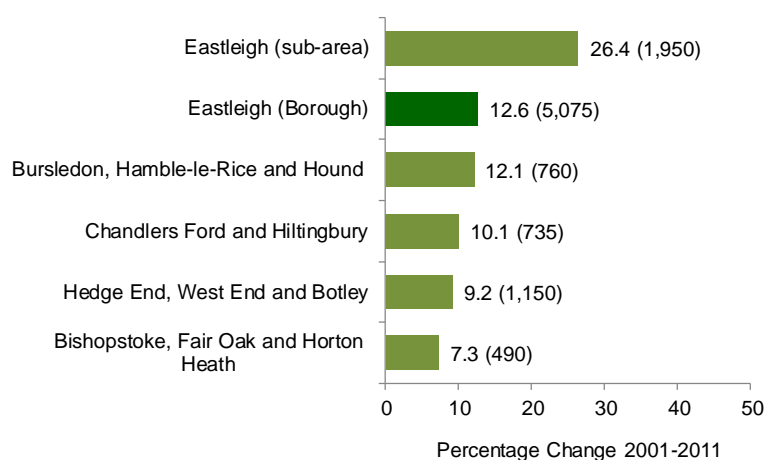 Eastleigh (sub-area)
26.4 (1,950)
Eastleigh (Borough)
12.6 (5,075)
Bursledon, Hamble-le-Rice and Hound
12.1 (760)
Chandlers Ford and Hiltingbury
10.1 (735)
Hedge End, West End and Botley
9.2 (1,150)
Bishopstoke, Fair Oak and Horton
Heath
7.3 (490)
0 10 20 30 40 50
Percentage Change 2001-2011